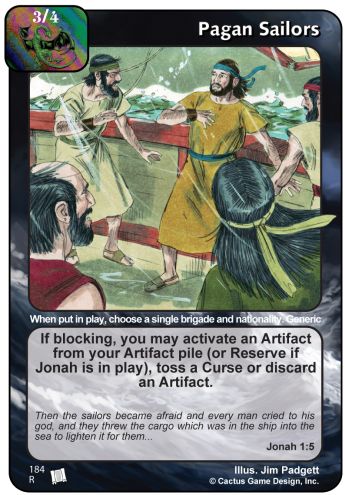 3/4
Pagan Sailors
When put in play, choose a single brigade and nationality. Generic
If blocking, you may activate an Artifact
from your Artifact pile (or Reserve if
Jonah is in play), toss a Curse or discard
an Artifact.
Then the sailors became afraid and every man cried to his
god, and they threw the cargo which was in the ship into the
sea to lighten it for them...
Jonah 1:5
184
R
Illus. Jim Padgett
© Cactus Game Design, Inc.